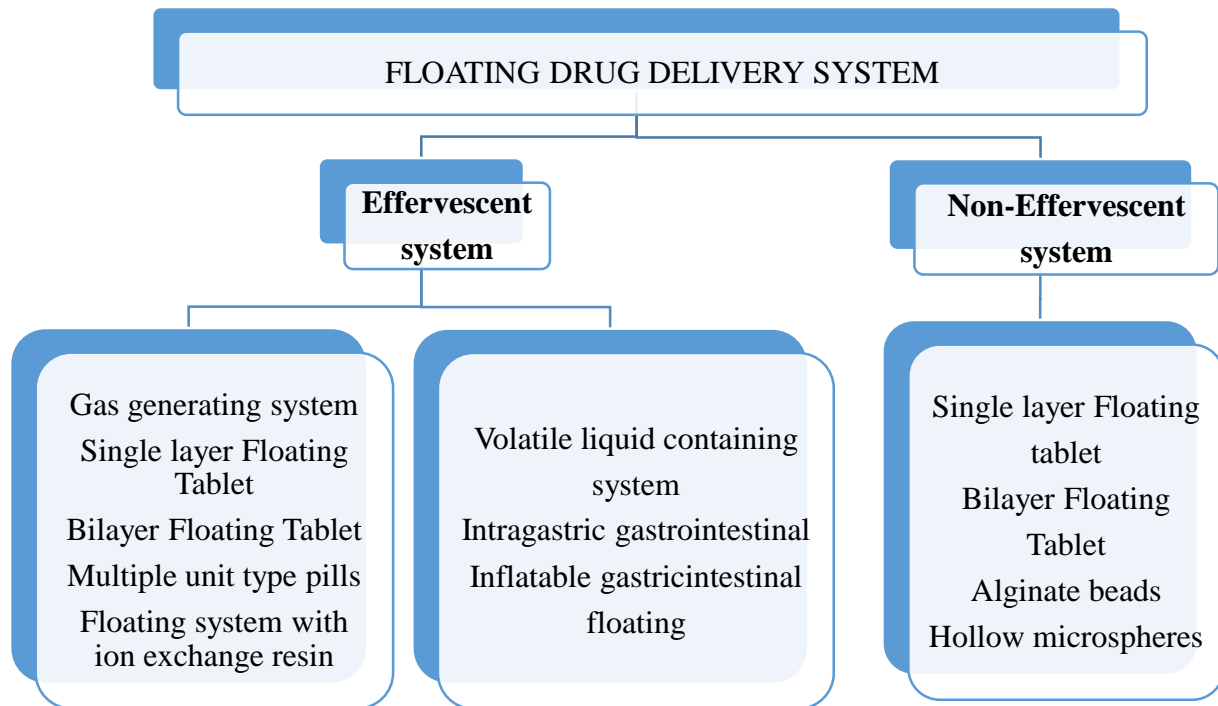 FLOATING DRUG DELIVERY SYSTEM
Effervescent
system
Non-Effervescent
system
Gas generating system
Single layer Floating
Tablet
Bilayer Floating Tablet
Multiple unit type pills
Floating system with
ion exchange resin
Volatile liquid containing
system
Intragastric gastrointestinal
Inflatable gastricintestinal
floating
Single layer Floating
tablet
Bilayer Floating
Tablet
Alginate beads
Hollow microspheres